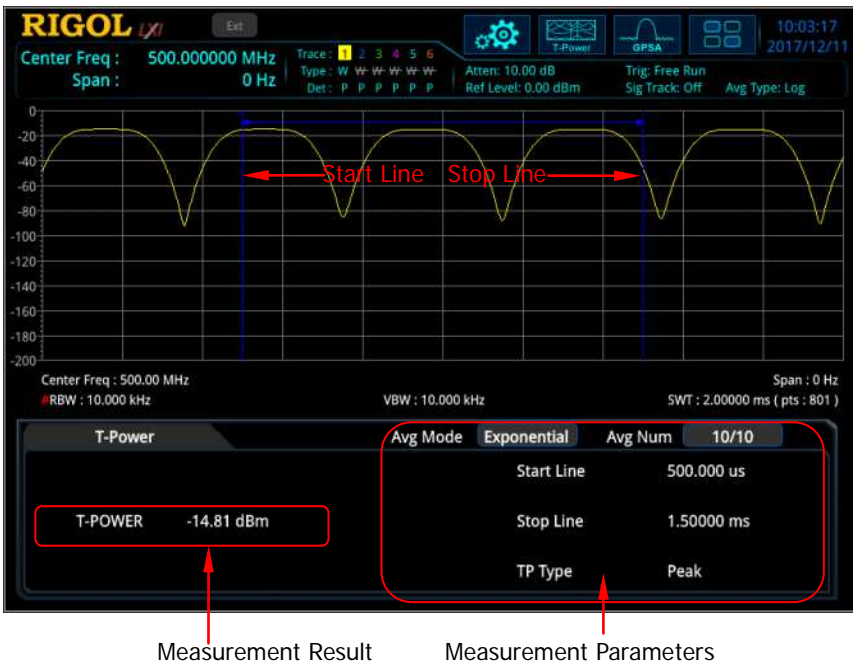 RIGOL LXI Ext
T-Power GPSA 10:03:17
2017/12/11
Center Freq : 500.000000 MHz
Span : 0 Hz
Trace : 1 2 3 4 5 6
Type : W W W W W W
Det : P P P P P P
Atten: 10.00 dB
Ref Level: 0.00 dBm
Trig: Free Run
Sig Track: Off Avg Type: Log
0
-20
-40
-60
-80
-100
-120
-140
-160
-180
-200
Start Line Stop Line
Center Freq : 500.00 MHz Span : 0 Hz
#RBW : 10.000 kHz VBW : 10.000 kHz SWT : 2.00000 ms ( pts : 801 )
T-Power Avg Mode Exponential Avg Num 10/10
Start Line 500.000 us
T-POWER -14.81 dBm Stop Line 1.50000 ms
TP Type Peak
Measurement Result Measurement Parameters